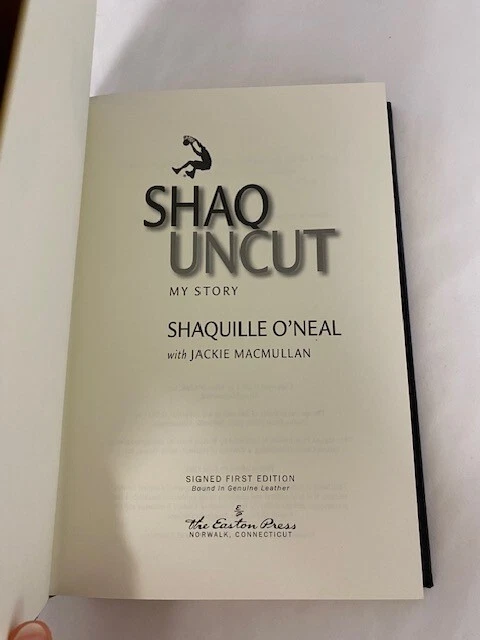 SHAQ
UNCUT
MY STORY
SHAQUILLE O'NEAL
with JACKIE MACMULLAN
SIGNED FIRST EDITION
Bound in Genuine Leather
The Easton Press
NORWALK, CONNECTICUT